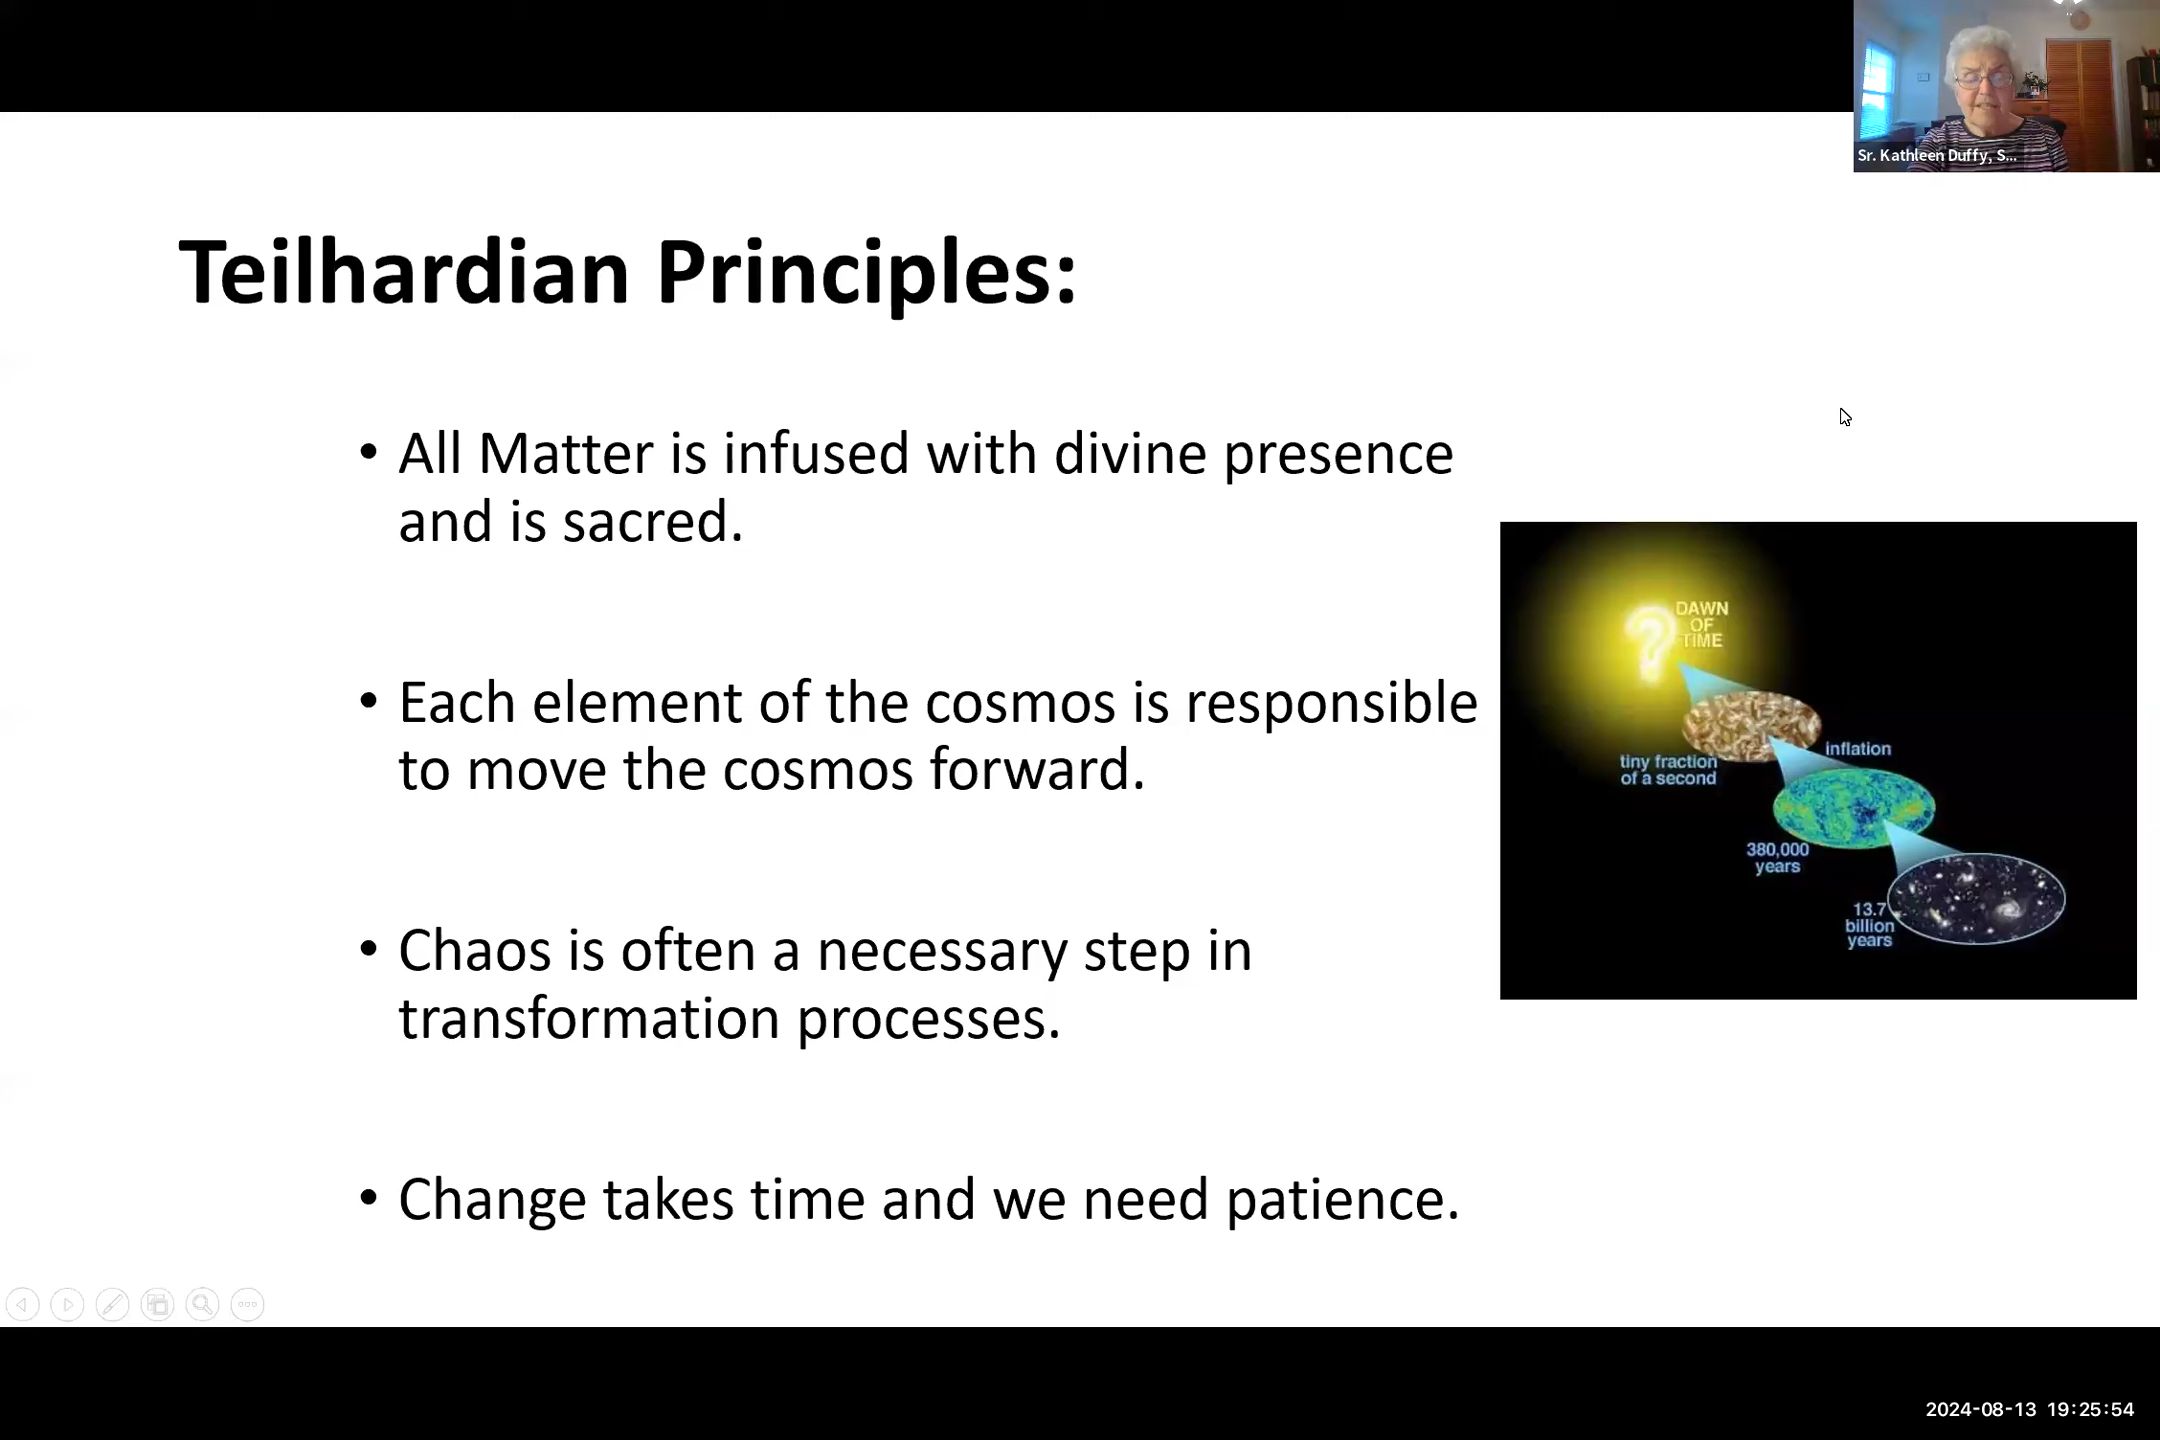 Sr. Kathleen Duffy, S...
Teilhardian Principles:
• All Matter is infused with divine presence
and is sacred.
• Each element of the cosmos is responsible
to move the cosmos forward.
• Chaos is often a necessary step in
transformation processes.
• Change takes time and we need patience.
?
DAWN
OF
TIME
tiny fraction
of a second
inflation
380,000
years
13.7
billion
years
2024-08-13 19:25:54